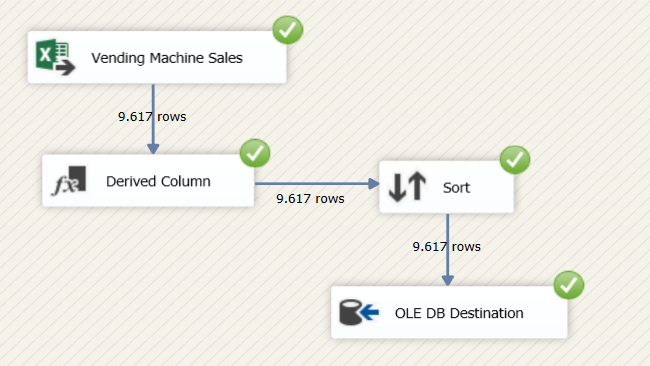 Vending Machine Sales
9.617 rows
Derived Column
9.617 rows
Sort
9.617 rows
OLE DB Destination